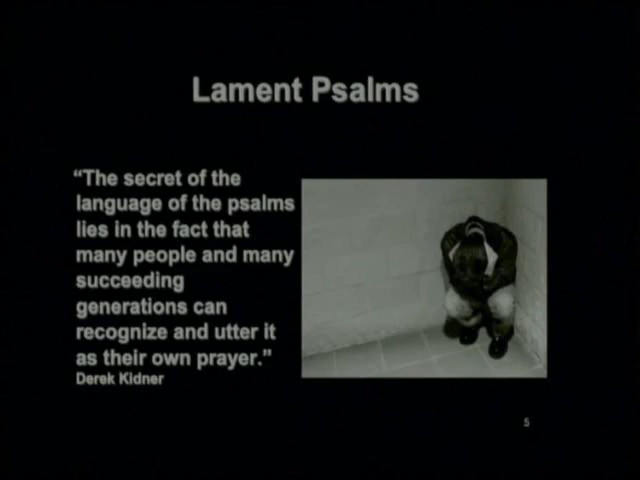 Lament Psalms
“The secret of the
language of the psalms
lies in the fact that
many people and many
succeeding
generations can
recognize and utter it
as their own prayer.”
Derek Kidner
5